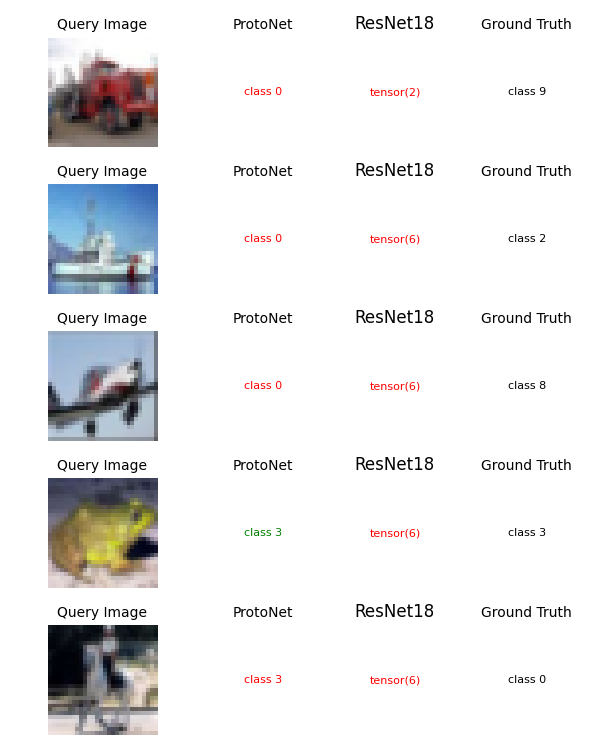 Query Image ProtoNet ResNet18 Ground Truth
class 0 tensor(2) class 9
Query Image ProtoNet ResNet18 Ground Truth
class 0 tensor(6) class 2
Query Image ProtoNet ResNet18 Ground Truth
class 0 tensor(6) class 8
Query Image ProtoNet ResNet18 Ground Truth
class 3 tensor(6) class 3
Query Image ProtoNet ResNet18 Ground Truth
class 3 tensor(6) class 0